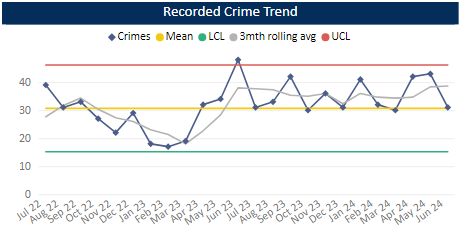 Recorded Crime Trend
Crimes Mean LCL 3mth rolling avg UCL
40
30
20
10
0
Jul 22 Aug 22 Sep 22 Oct 22 Nov 22 Dec 22 Jan 23 Feb 23 Mar 23 Apr 23 May 23 Jun 23 Jul 23 Aug 23 Sep 23 Oct 23 Nov 23 Dec 23 Jan 24 Feb 24 Mar 24 Apr 24 May 24 Jun 24